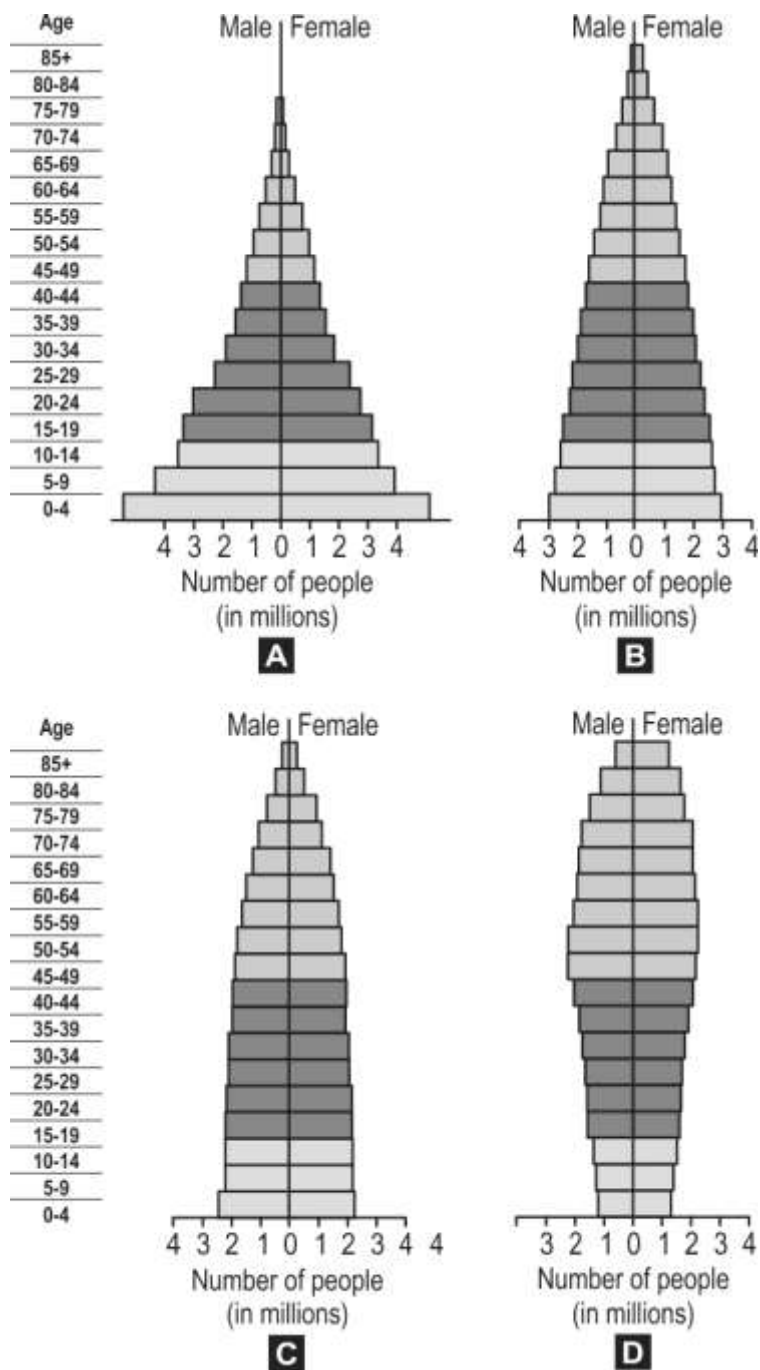 Age
Male Female
Male Female
85+
80-84
75-79
70-74
65-69
60-64
55-59
50-54
45-49
40-44
35-39
30-34
25-29
20-24
15-19
10-14
5-9
0-4
4 3 2 1 0 1 2 3 4
Number of people
(in millions)
A
4 3 2 1 0 1 2 3 4
Number of people
(in millions)
B
Age
Male Female
Male Female
85+
80-84
75-79
70-74
65-69
60-64
55-59
50-54
45-49
40-44
35-39
30-34
25-29
20-24
15-19
10-14
5-9
0-4
4 3 2 1 0 1 2 3 4 4
Number of people
(in millions)
C
3 2 1 0 1 2 3 4
Number of people
(in millions)
D